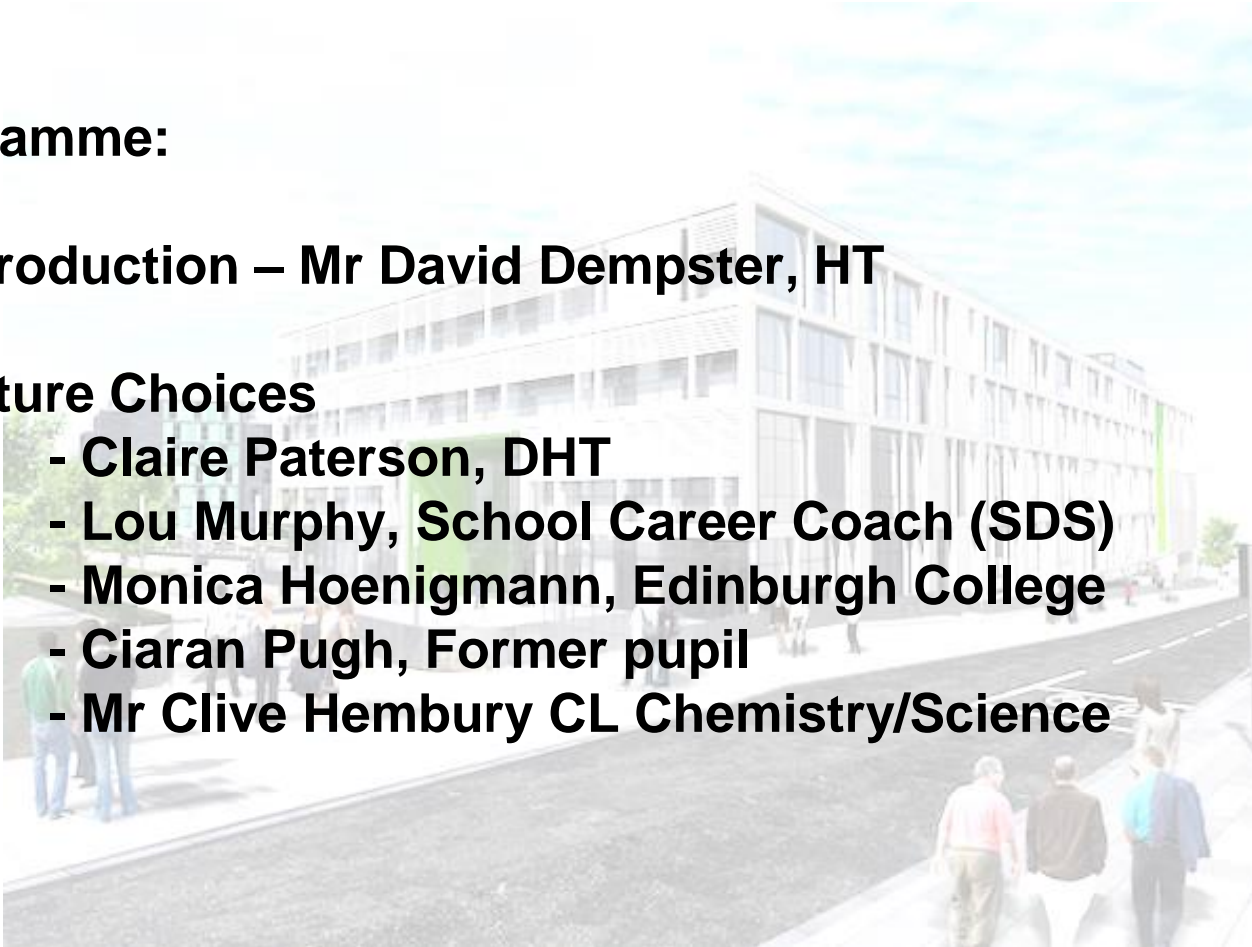 amme:
roduction – Mr David Dempster, HT
ture Choices
- Claire Paterson, DHT
- Lou Murphy, School Career Coach (SDS)
- Monica Hoenigmann, Edinburgh College
- Ciaran Pugh, Former pupil
- Mr Clive Hembury CL Chemistry/Science